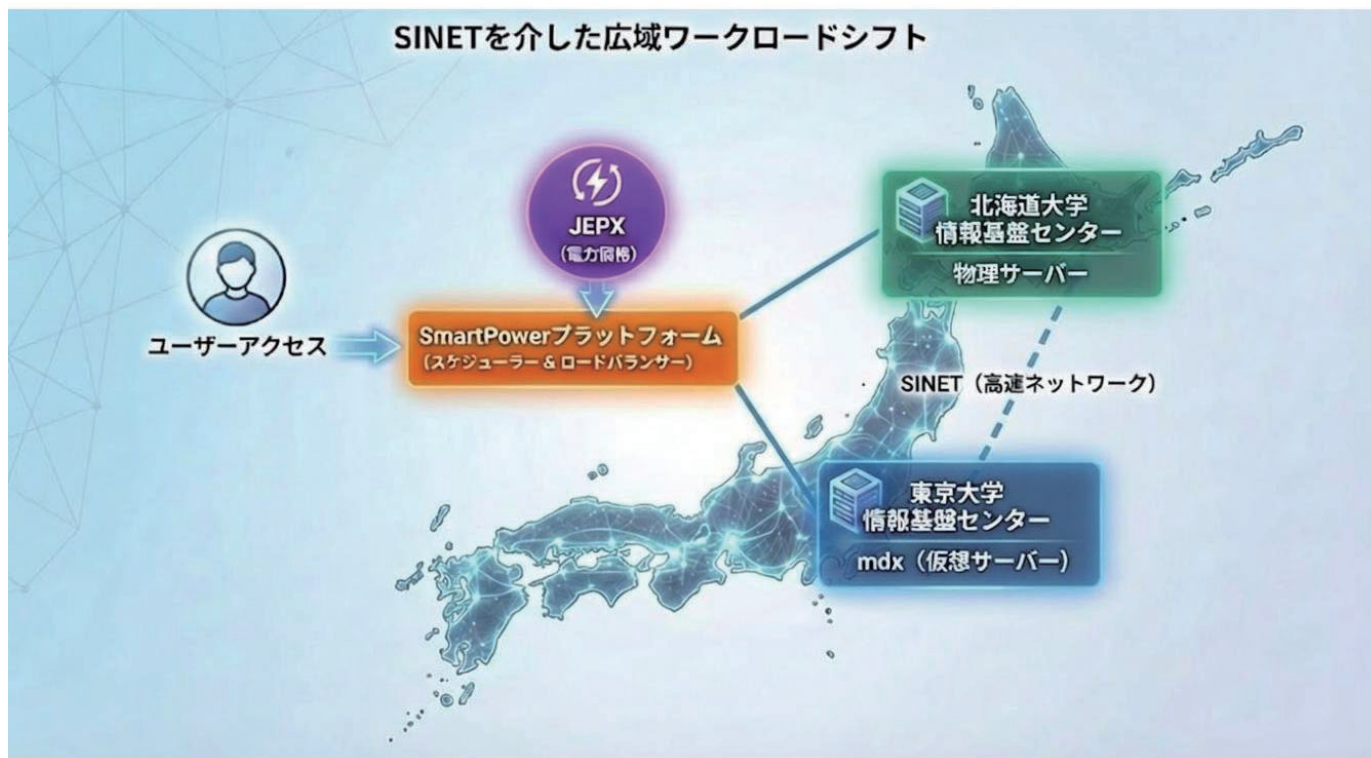 SINETを介した広域ワークロードシフト
JEPX
ユーザーアクセス
SmartPowerプラットフォーム
（スケジューラー & ロードバランサー）
北海道大学
情報基盤センター
物理サーバー
SINET（高速ネットワーク）
東京大学
情報基盤センター
mdx（仮想サーバー）